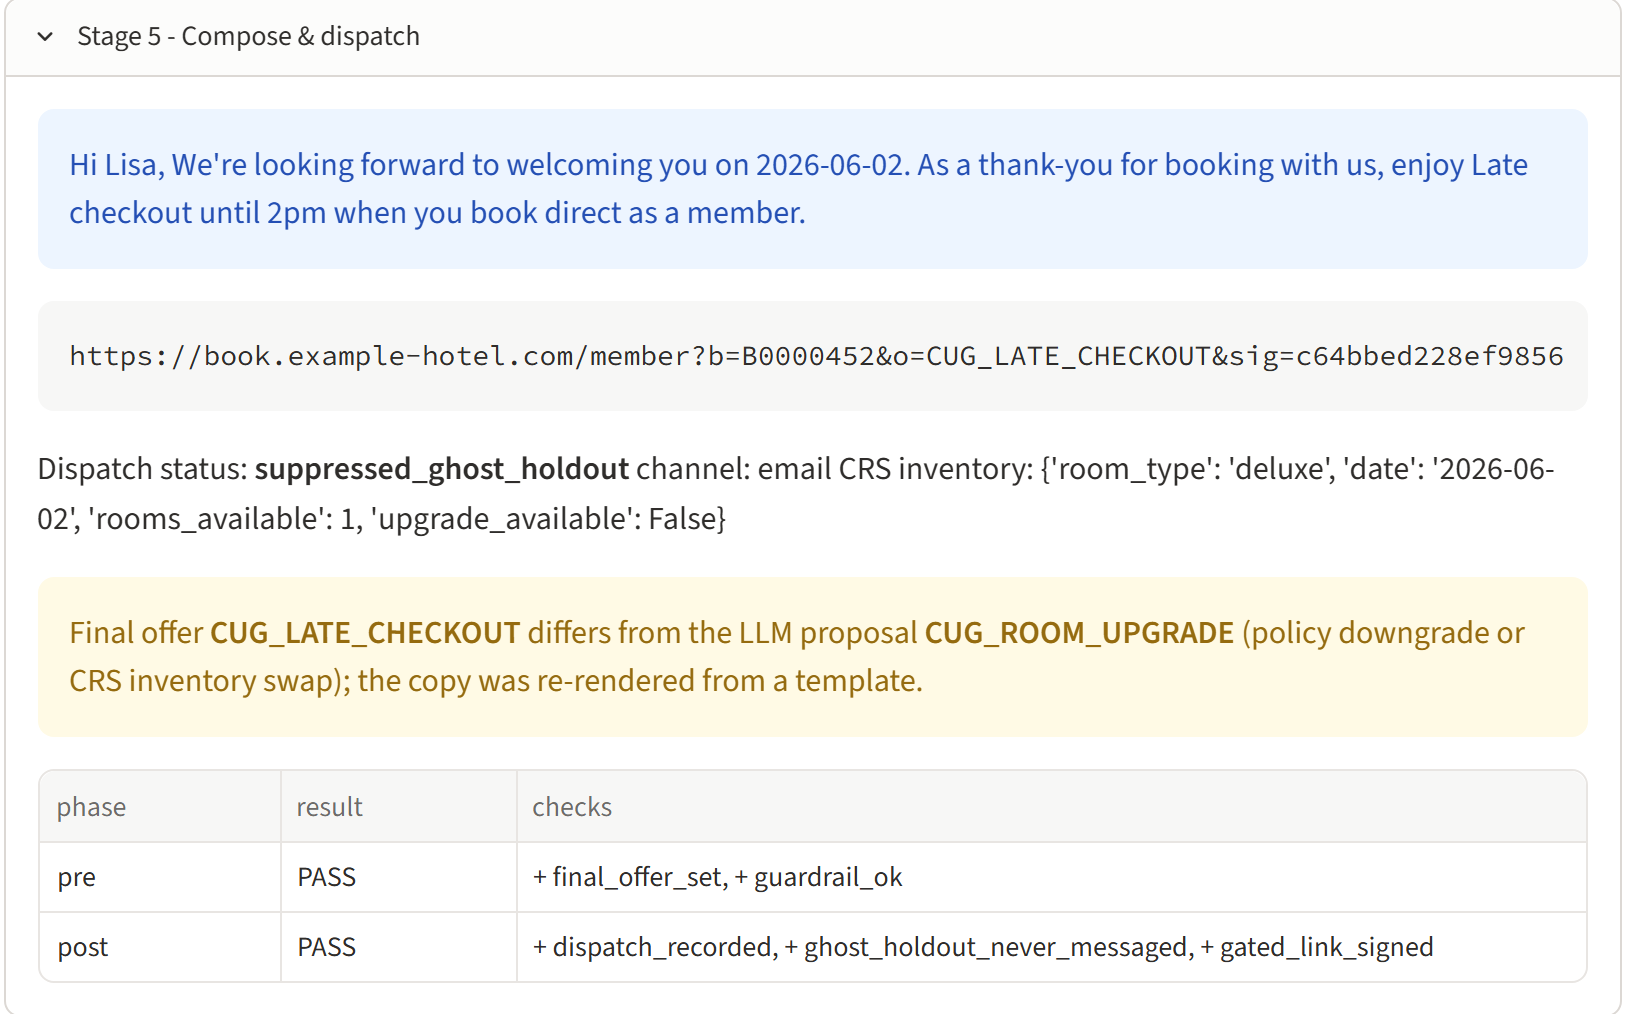 Stage 5 - Compose & dispatch
Hi Lisa, We're looking forward to welcoming you on 2026-06-02. As a thank-you for booking with us, enjoy Late
checkout until 2pm when you book direct as a member.
https://book.example-hotel.com/member?b=B0000452&o=CUG_LATE_CHECKOUT&sig=c64bbed228ef9856
Dispatch status: suppressed_ghost_holdout channel: email CRS inventory: {'room_type': 'deluxe', 'date': '2026-06-
02', 'rooms_available': 1, 'upgrade_available': False}
Final offer CUG_LATE_CHECKOUT differs from the LLM proposal CUG_ROOM_UPGRADE (policy downgrade or
CRS inventory swap); the copy was re-rendered from a template.
phase result checks
pre PASS + final_offer_set, + guardrail_ok
post PASS + dispatch_recorded, + ghost_holdout_never_messaged, + gated_link_signed